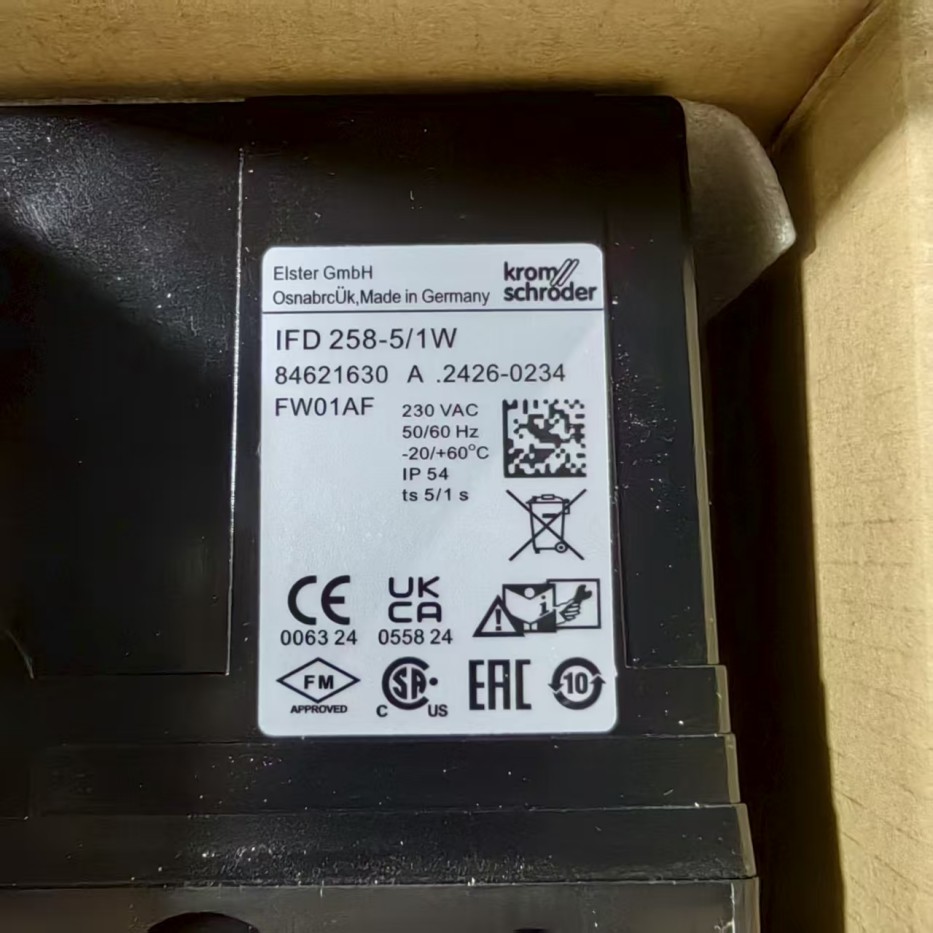 Elster GmbH
OsnabrcÜk,Made in Germany
krom
schröder
IFD 258-5/1W
84621630 A .2426-0234
FW01AF
230 VAC
50/60 Hz
-20/+60°C
IP 54
ts 5/1 s
CE
0063 24
UK
CA
0558 24
i
FM
APPROVED
C SA US
EAC
10